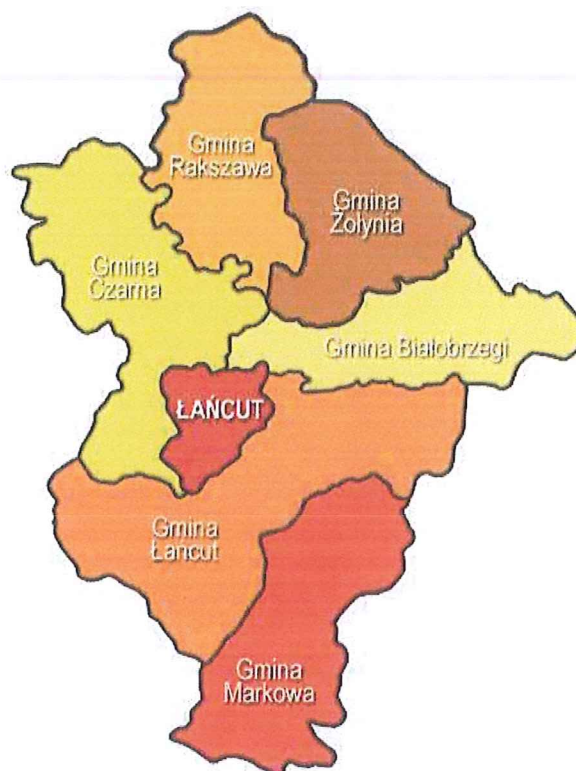 Gmina
Rakszawa
Gmina
Żołynia
Gmina
Czarna
Gmina Białobrzegi
ŁAŃCUT
Gmina
Łańcut
Gmina
Markowa